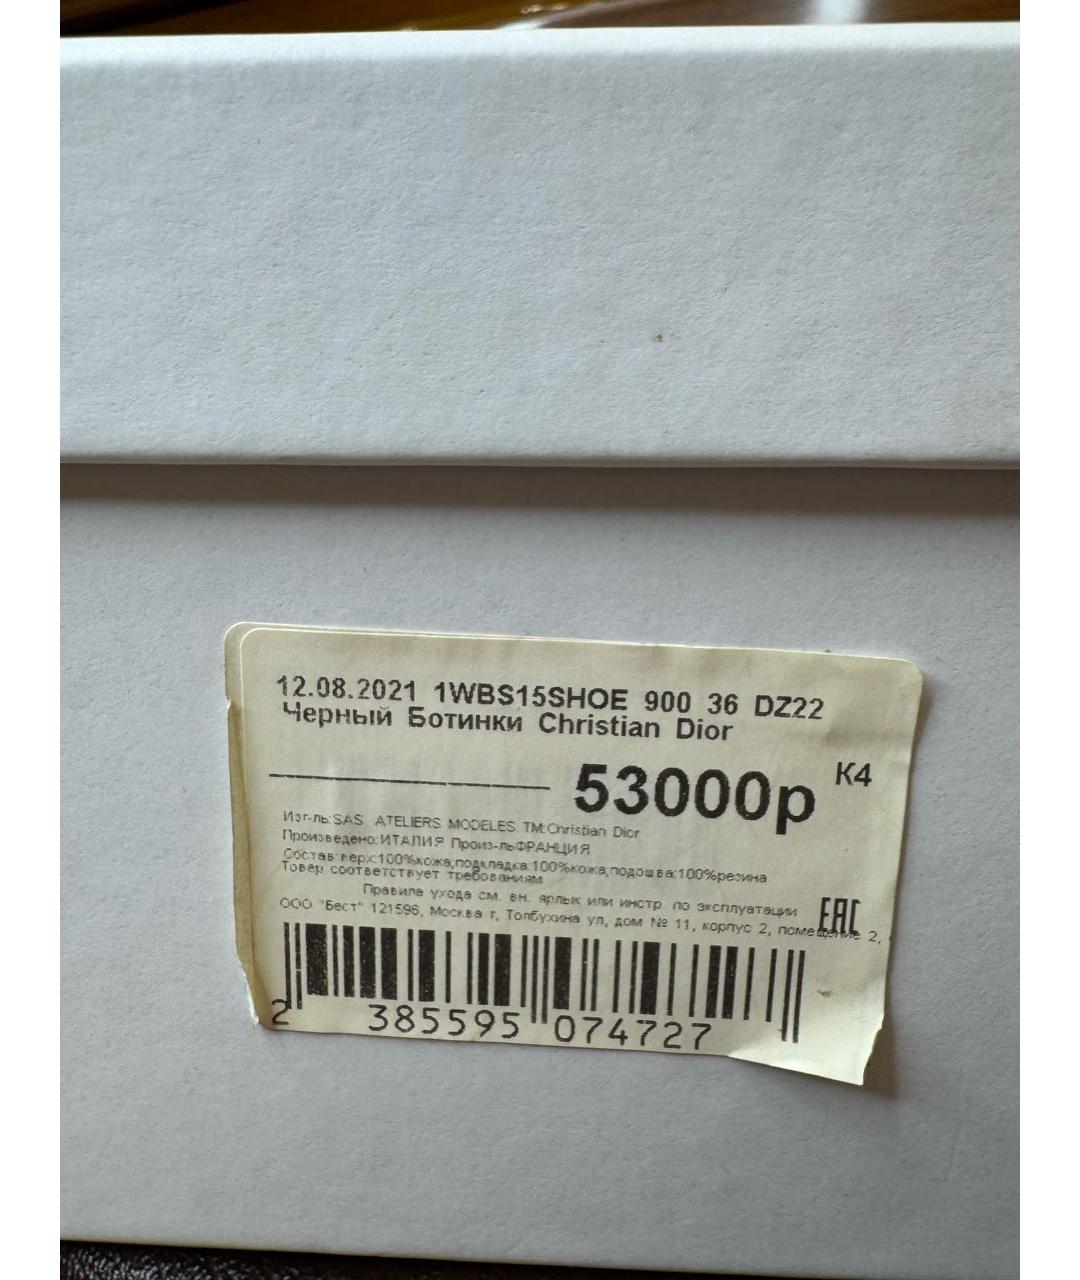 12.08.2021 1WBS15SHOE 900 36 DZ22
Черный Ботинки Christian Dior
53000р К4
Изг-ль:SAS ATELIERS MODELES TM:Christian Dior
Произведено:ИТАЛИЯ Произ-ль:ФРАНЦИЯ
Состав:верх:100%кожа,подкладка:100%кожа,подошва:100%резина
Товар соответствует требованиям
Правила ухода см. вн. ярлык или инстр. по эксплуатации
EAC
ООО "Бест" 121596, Москва г, Толбухина ул, дом № 11, корпус 2, помещение 2,
2 385595 074727